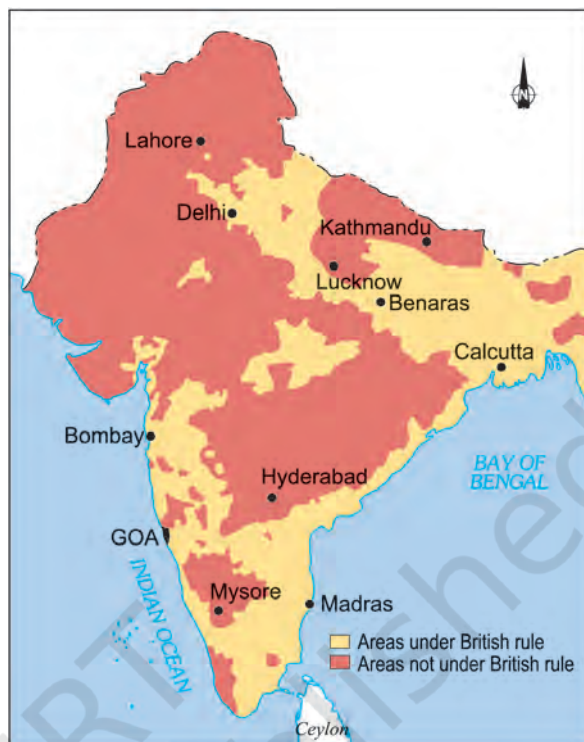 N
Lahore
Delhi
Kathmandu
Lucknow
Benaras
Calcutta
Bombay
Hyderabad
BAY OF
BENGAL
GOA
INDIAN OCEAN
Mysore
Madras
Areas under British rule
Areas not under British rule
Ceylon